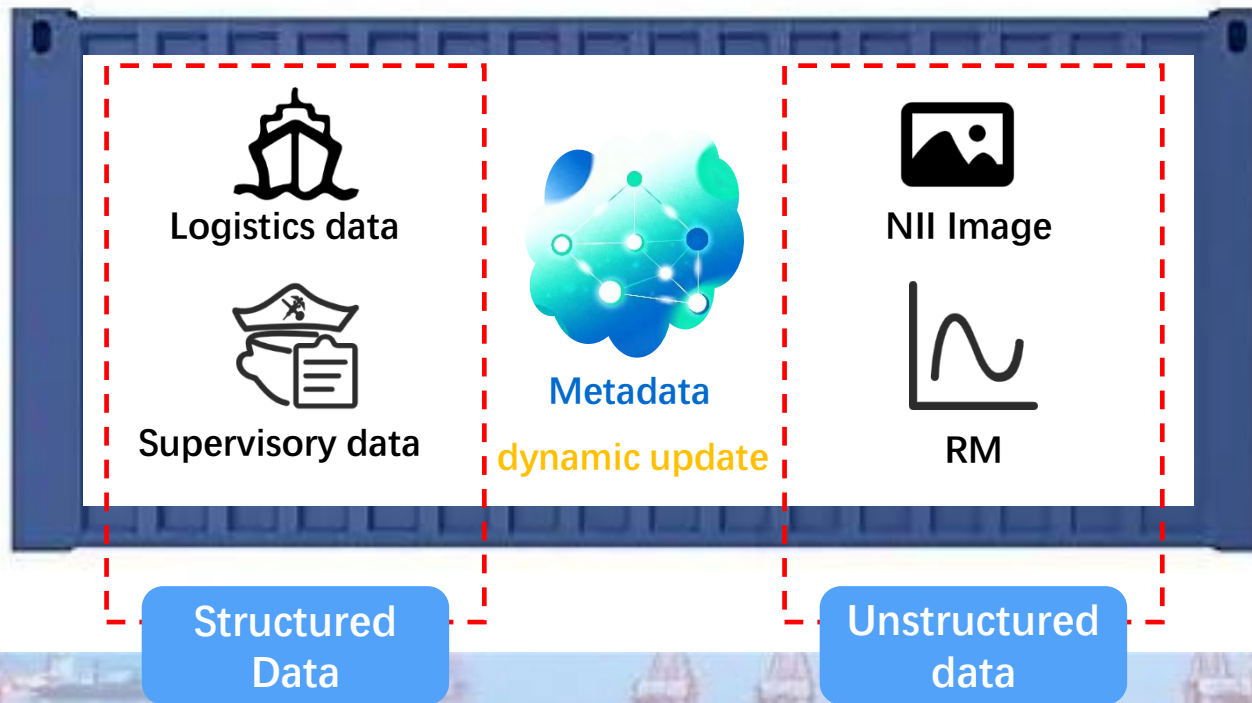 Logistics data
Supervisory data
Metadata
dynamic update
NII Image
RM
Structured
Data
Unstructured
data